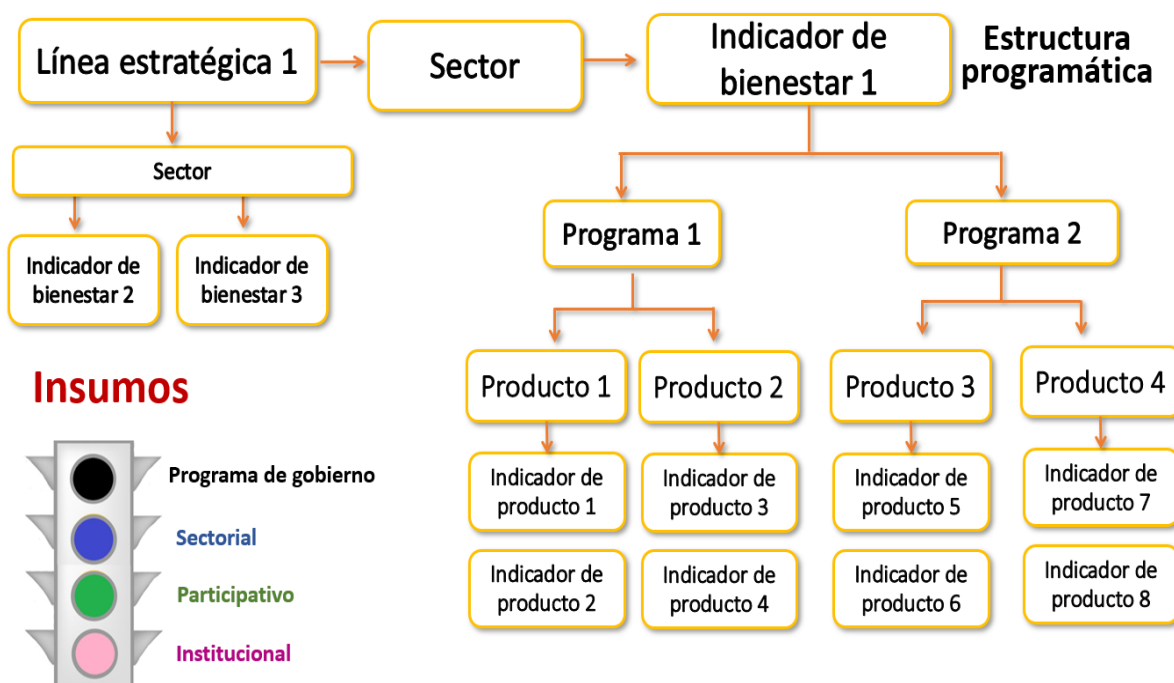 Línea estratégica 1
Sector
Indicador de
bienestar 1
Estructura
programática
Sector
Indicador de
bienestar 2
Indicador de
bienestar 3
Programa 1
Programa 2
Producto 1
Producto 2
Producto 3
Producto 4
Indicador de
producto 1
Indicador de
producto 3
Indicador de
producto 5
Indicador de
producto 7
Indicador de
producto 2
Indicador de
producto 4
Indicador de
producto 6
Indicador de
producto 8
Insumos
Programa de gobierno
Sectorial
Participativo
Institucional